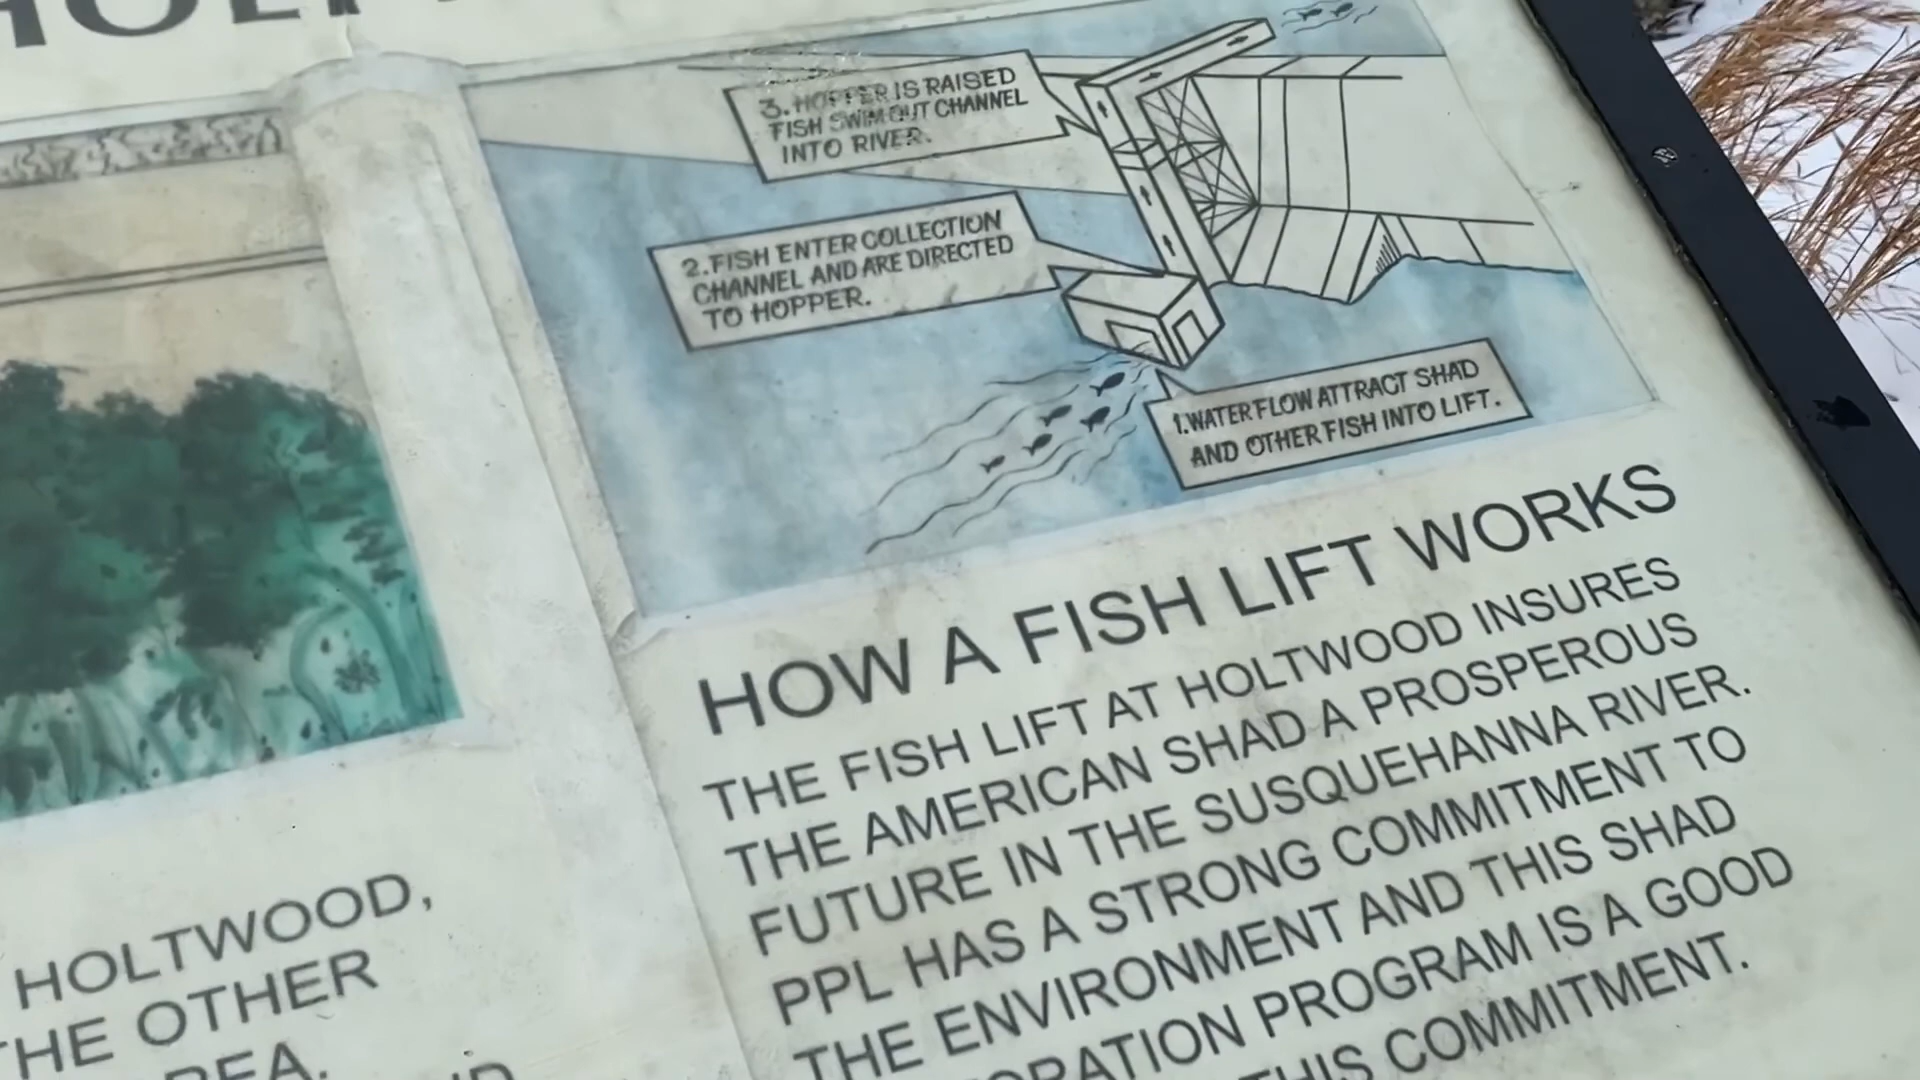 3. HOPPER IS RAISED
FISH SWIM OUT CHANNEL
INTO RIVER.
2. FISH ENTER COLLECTION
CHANNEL AND ARE DIRECTED
TO HOPPER.
1. WATER FLOW ATTRACT SHAD
AND OTHER FISH INTO LIFT.
HOW A FISH LIFT WORKS
THE FISH LIFT AT HOLTWOOD INSURES
THE AMERICAN SHAD A PROSPEROUS
FUTURE IN THE SUSQUEHANNA RIVER.
PPL HAS A STRONG COMMITMENT TO
THE ENVIRONMENT AND THIS SHAD
PROGRAM IS A GOOD
THIS COMMITMENT.
HOLTWOOD,
THE OTHER